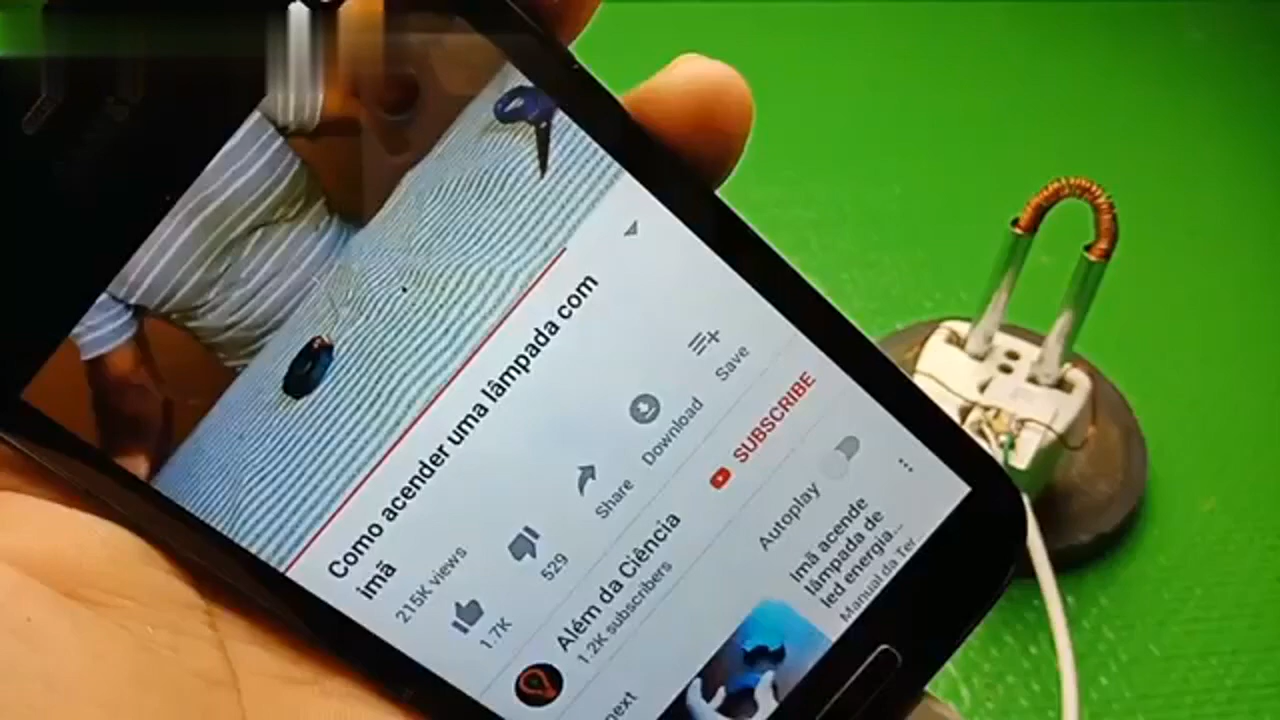 Como acender uma lâmpada com
imã
215K views
1.7K
529
Share
Download
Save
Além da Ciência
1.2K subscribers
SUBSCRIBE
next
Autoplay
Imã acende
lâmpada de
led energia...
Manual da Ter